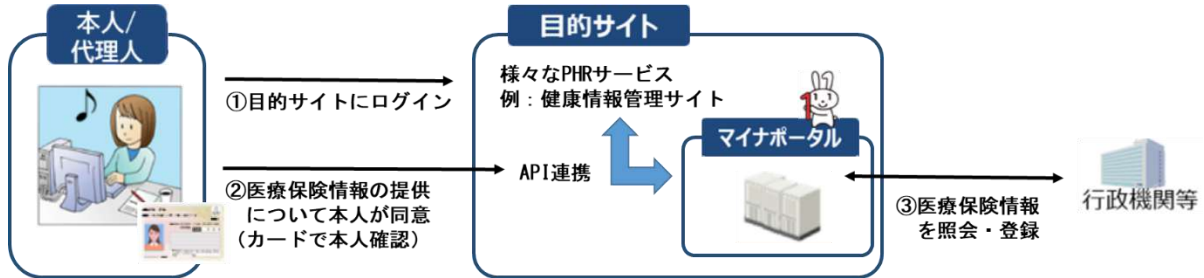 本人/
代理人
①目的サイトにログイン
②医療保険情報の提供
について本人が同意
(カードで本人確認)
目的サイト
様々なPHRサービス
例:健康情報管理サイト
API連携
マイナポータル
③医療保険情報
を照会・登録
行政機関等